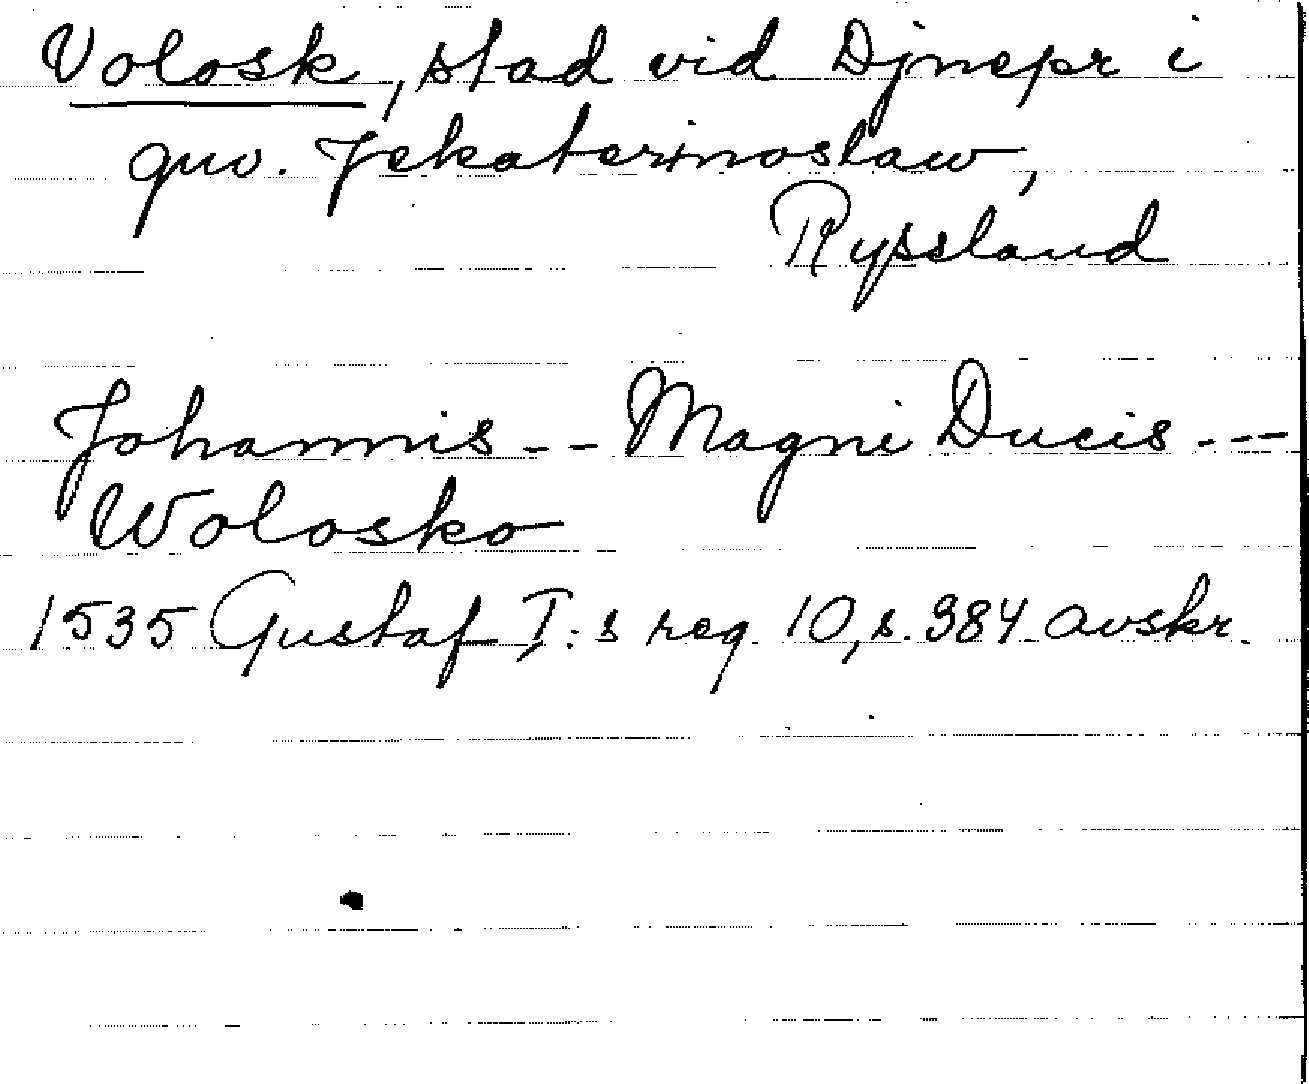 Volosk, stad vid Djnepr i
guv. Jekaterinoslaw,
Ryssland
Johannis -- Magni Ducis ---
Wolosko
1535 Gustaf I:s reg. 10, s. 384 avskr.